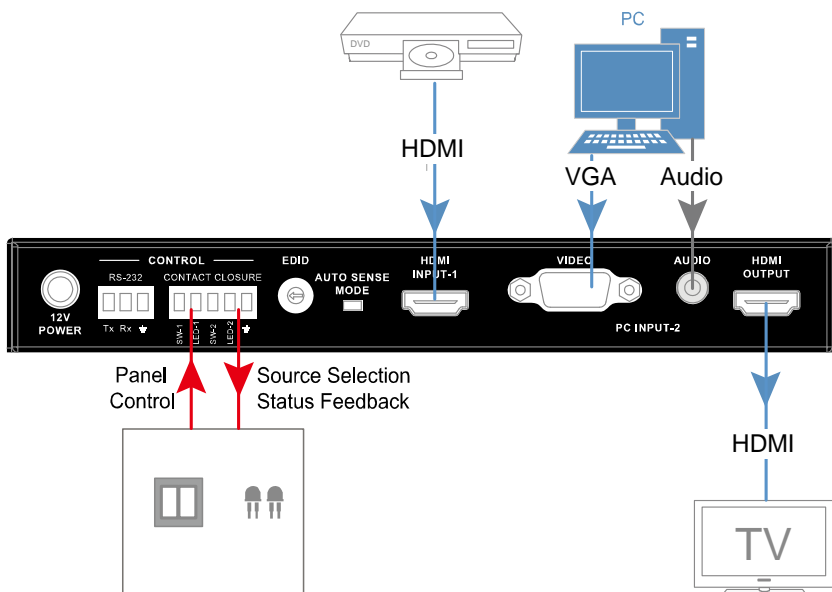 DVD
PC
HDMI
VGA
Audio
CONTROL
RS-232
CONTACT CLOSURE
EDID
AUTO SENSE
MODE
HDMI
INPUT-1
VIDEO
AUDIO
HDMI
OUTPUT
12V
POWER
Tx Rx
SW-1
LED-1
SW-2
LED-2
PC INPUT-2
Panel
Control
Source Selection
Status Feedback
HDMI
TV